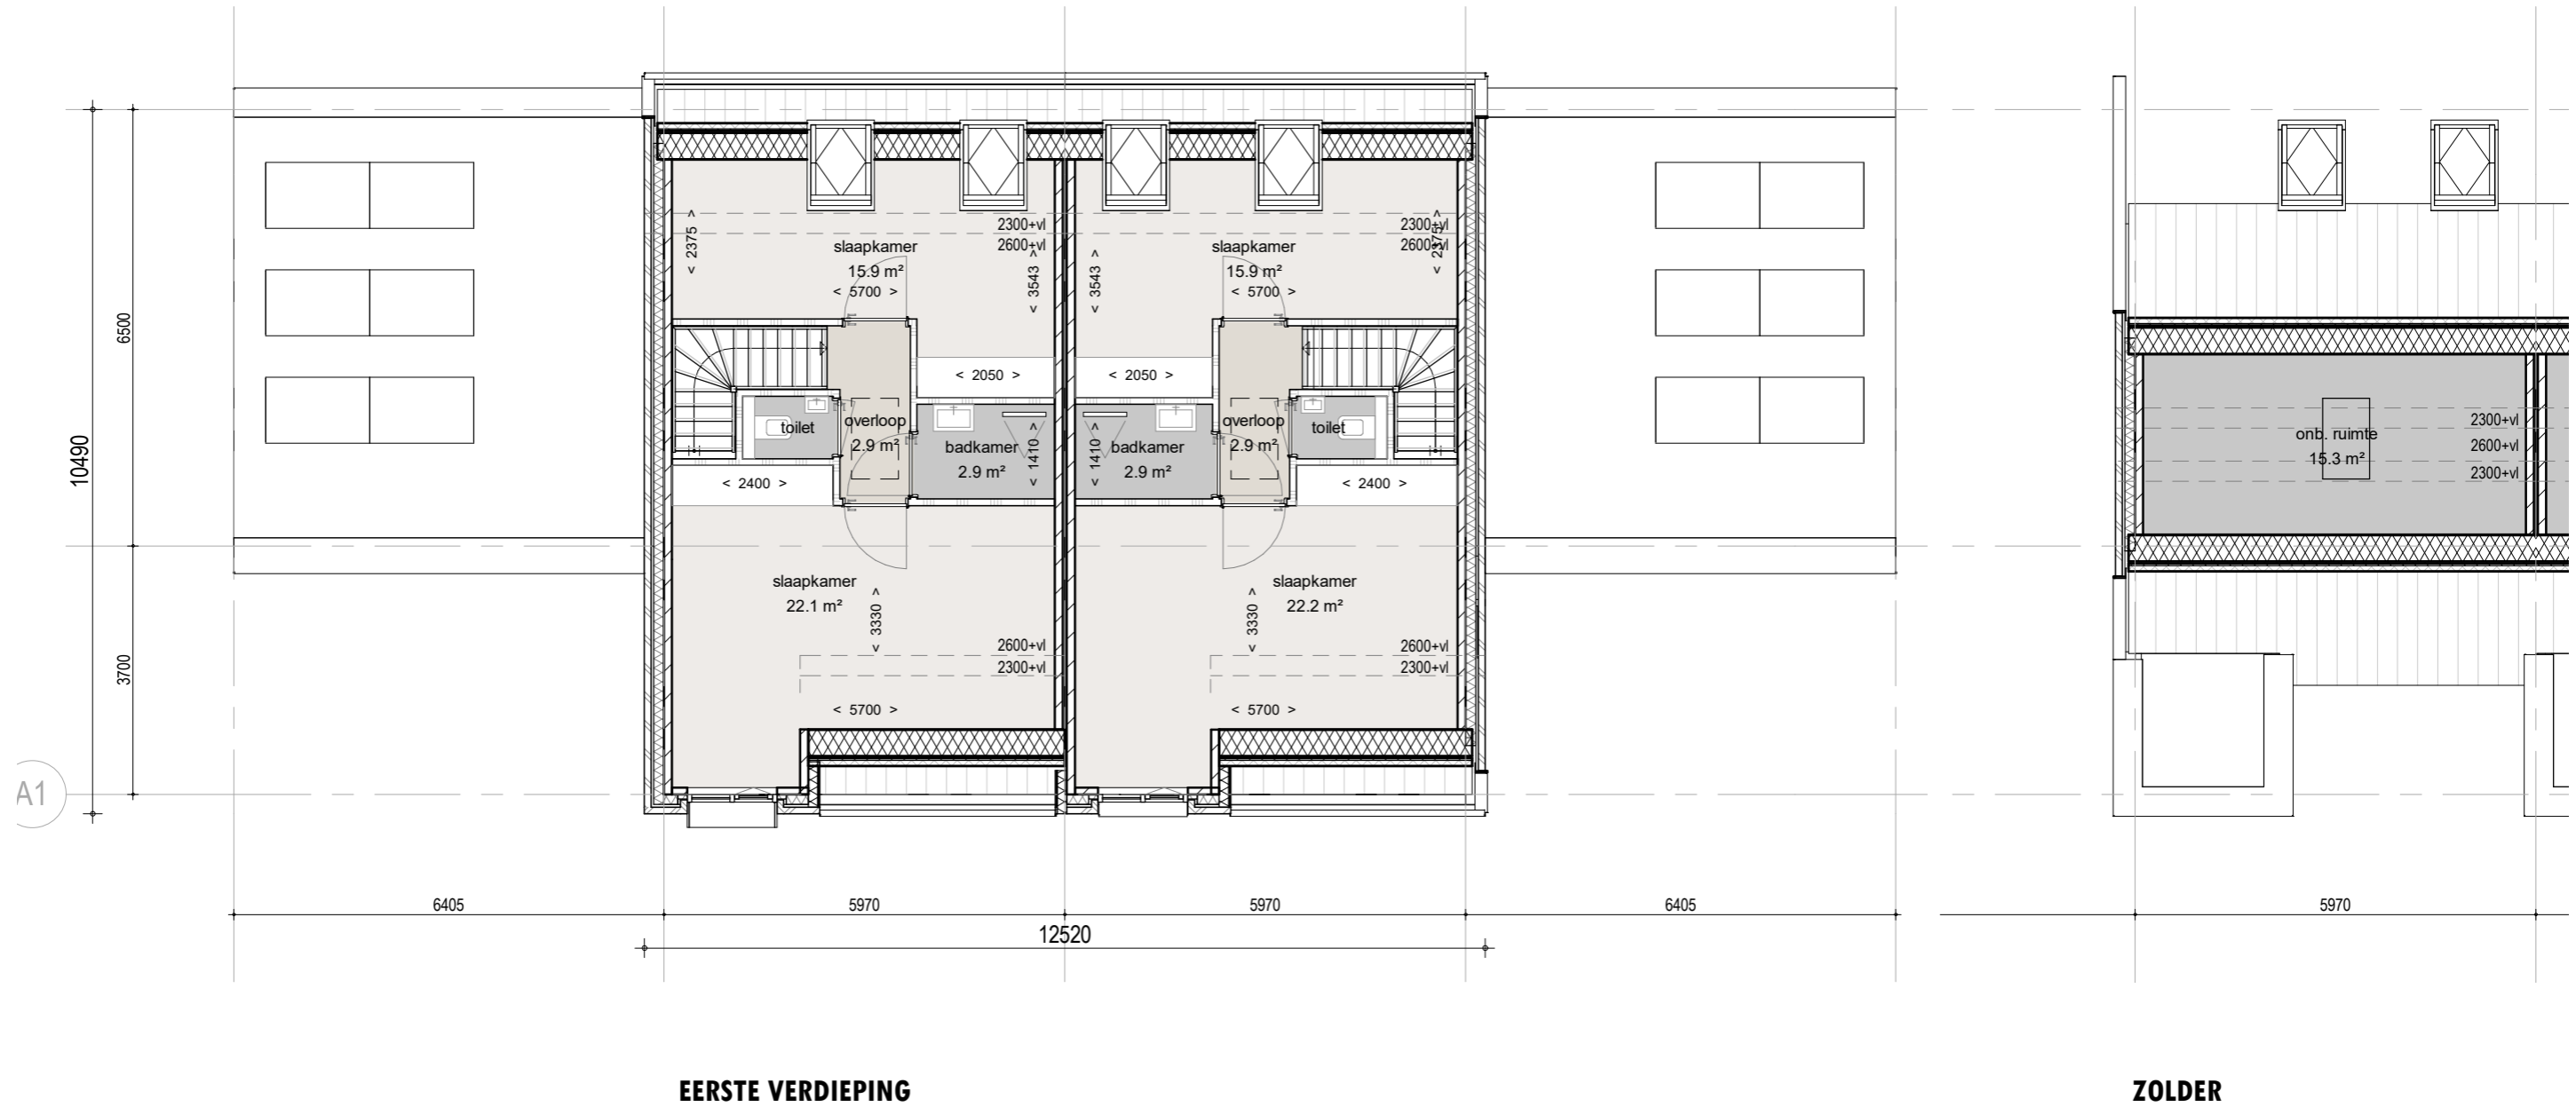 2300+vl
2600+vl
< 2375 >
slaapkamer
15.9 m²
< 5700 >
< 3543 >
< 3543 >
slaapkamer
15.9 m²
< 5700 >
2300+vl
2600+vl
< 2375 >
6500
10490
3700
A1
< 2050 >
< 2050 >
toilet
overloop
2.9 m²
badkamer
2.9 m²
< 1410 >
< 1410 >
badkamer
2.9 m²
overloop
2.9 m²
toilet
< 2400 >
< 2400 >
slaapkamer
22.1 m²
< 3330 >
2600+vl
2300+vl
< 5700 >
slaapkamer
22.2 m²
< 3330 >
2600+vl
2300+vl
< 5700 >
onb. ruimte
15.3 m²
2300+vl
2600+vl
2300+vl
6405
5970
5970
6405
12520
5970
EERSTE VERDIEPING
ZOLDER